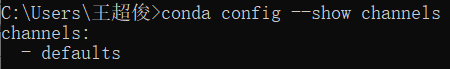 C:\Users\王超俊>conda config --show channels
channels:
  - defaults